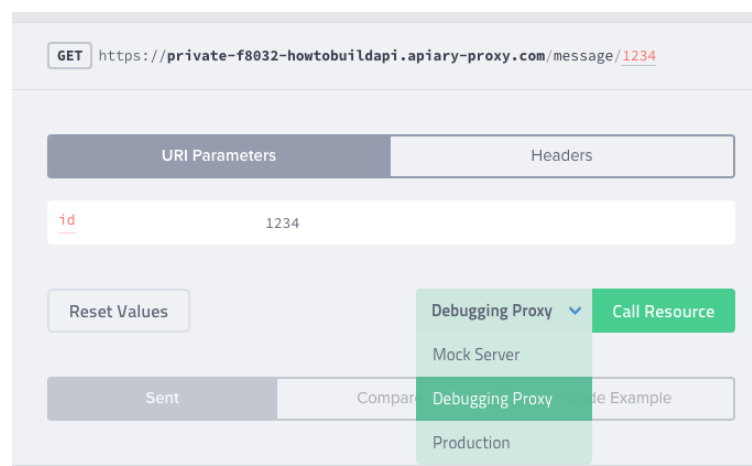 GET https://private-f8032-howtobuildapi.apiary-proxy.com/message/1234
URI Parameters Headers
id 1234
Reset Values Debugging Proxy Call Resource
Mock Server
Sent Compar Debugging Proxy de Example
Production